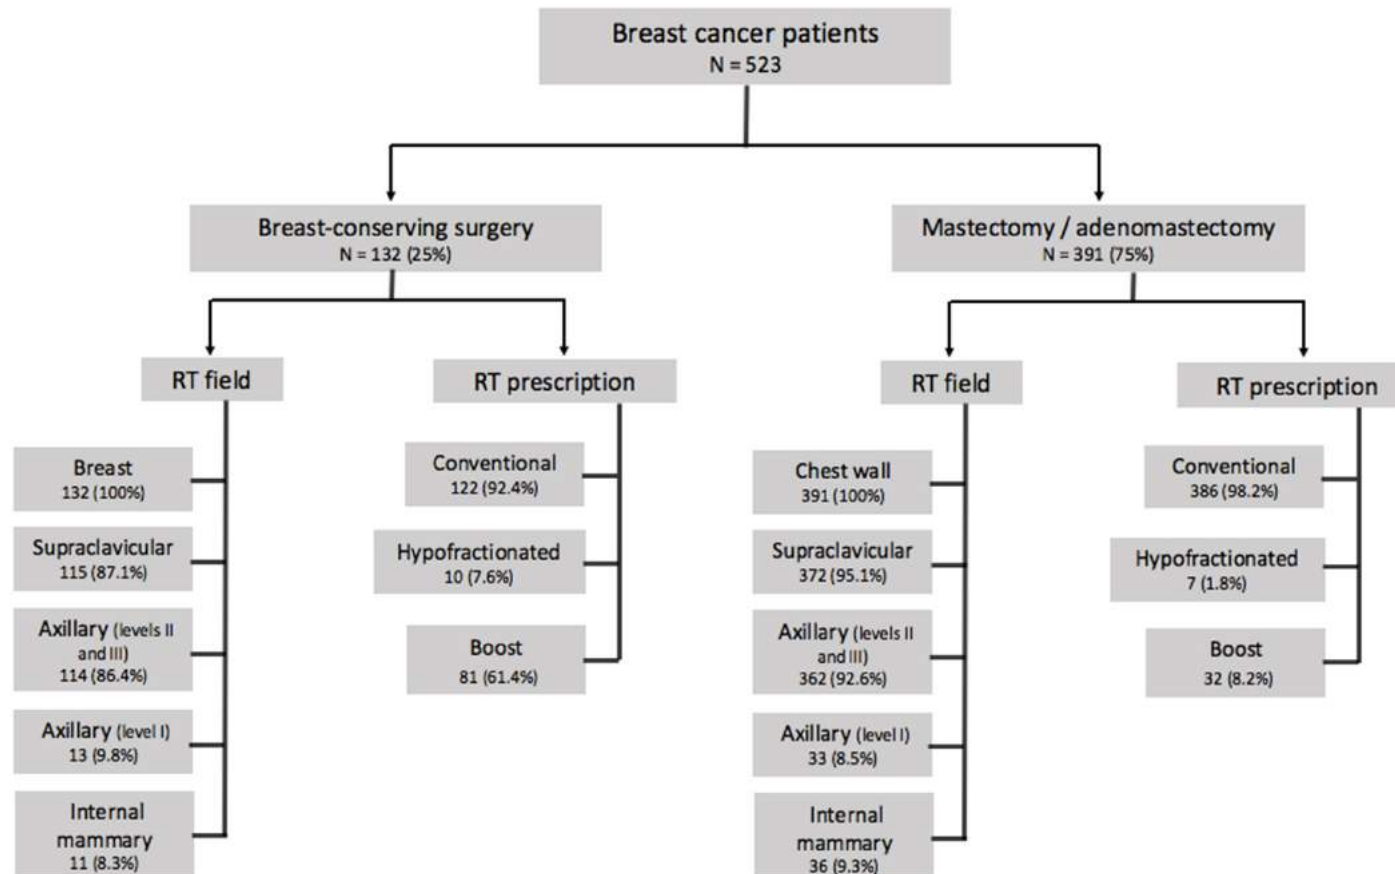 Breast cancer patients
N = 523
Breast-conserving surgery
N = 132 (25%)
Mastectomy / adenomastectomy
N = 391 (75%)
RT field
Breast
132 (100%)
Supraclavicular
115 (87.1%)
Axillary (levels II
and III)
114 (86.4%)
Axillary (level I)
13 (9.8%)
Internal
mammary
11 (8.3%)
RT prescription
Conventional
122 (92.4%)
Hypofractionated
10 (7.6%)
Boost
81 (61.4%)
RT field
Chest wall
391 (100%)
Supraclavicular
372 (95.1%)
Axillary (levels II
and III)
362 (92.6%)
Axillary (level I)
33 (8.5%)
Internal
mammary
36 (9.3%)
RT prescription
Conventional
386 (98.2%)
Hypofractionated
7 (1.8%)
Boost
32 (8.2%)